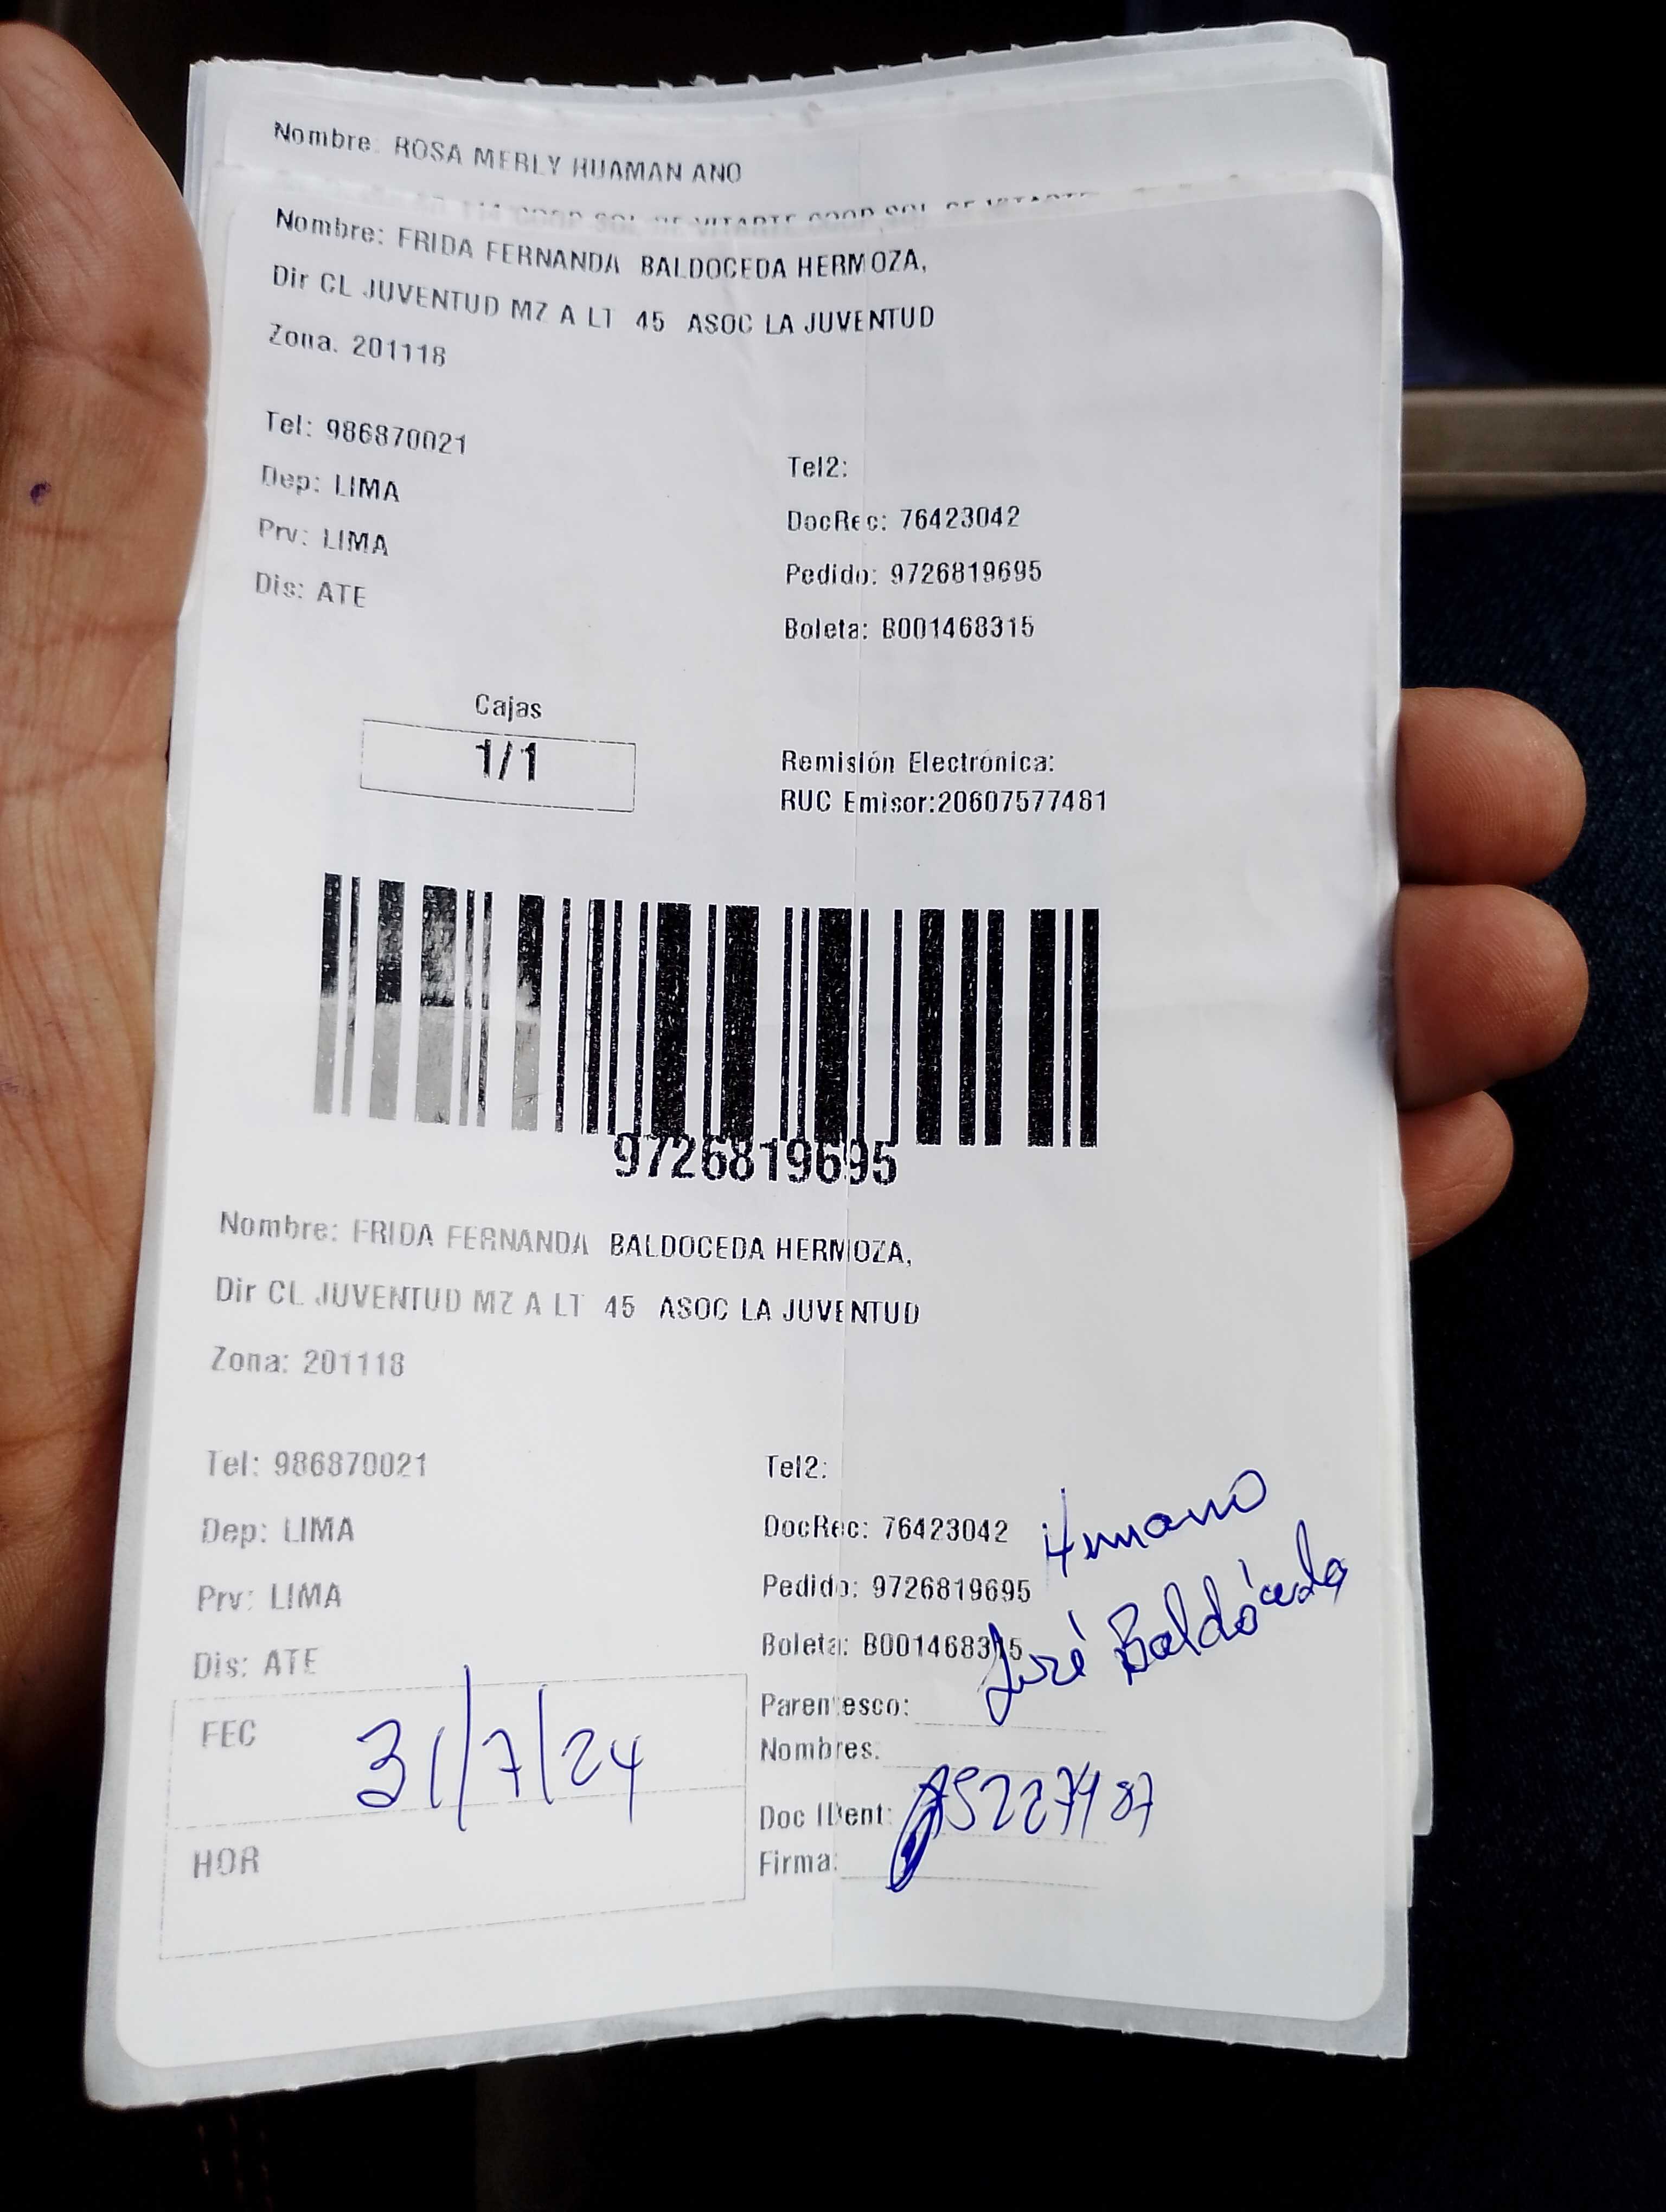 Nombre: ROSA MERLY HUAMAN ANO
Nombre: FRIDA FERNANDA BALDOCEDA HERMOZA,
Dir CL JUVENTUD MZ A LT 45 ASOC LA JUVENTUD
Zona. 201118
Tel: 986870021
Tel2:
Dep: LIMA
DocRec: 76423042
Prv: LIMA
Pedido: 9726819695
Dis: ATE
Boleta: B001468315
Cajas
1/1
Remisión Electrónica:
RUC Emisor:20607577481
9726819695
Nombre: FRIDA FERNANDA BALDOCEDA HERMOZA,
Dir CL JUVENTUD MZ A LT 45 ASOC LA JUVENTUD
Zona: 201118
Tel: 986870021
Tel2:
Dep: LIMA
DocRec: 76423042
Hermano
Prv: LIMA
Pedido: 9726819695
Dis: ATE
Boleta: B001468315
José Baldóceda
Parentesco:
FEC 31/7/24
Nombres:
Doc IDent:
HOR
Firma: